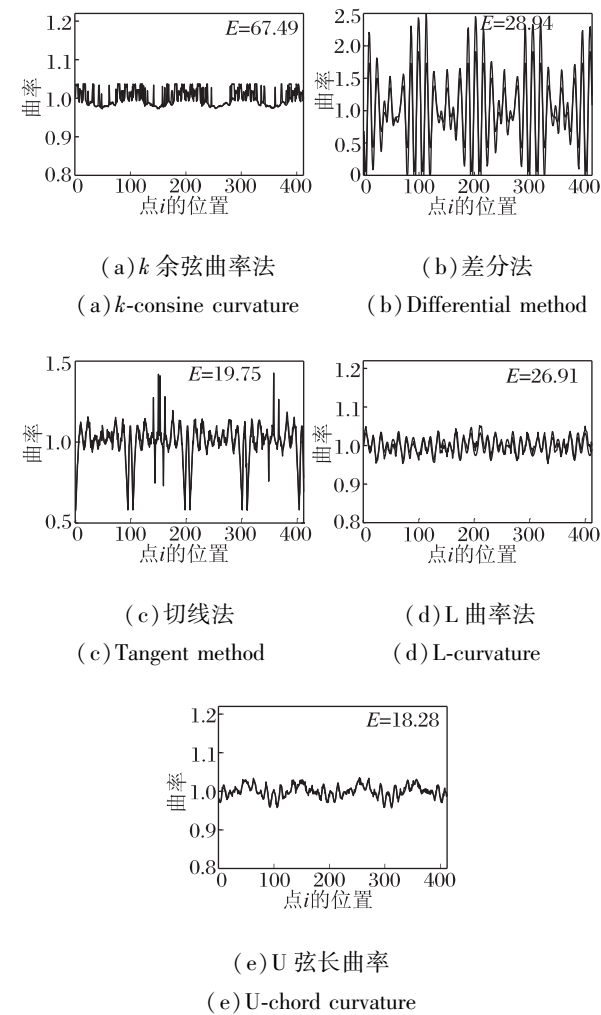 E=67.49
1.2
1.1
1.0
0.9
0.8
曲率
0 100 200 300 400
点i的位置
(a)k 余弦曲率法
(a)k-consine curvature
E=28.94
2.5
2.0
1.5
1.0
0.5
0
曲率
0 100 200 300 400
点i的位置
(b)差分法
(b)Differential method
E=19.75
1.5
1.0
0.5
曲率
0 100 200 300 400
点i的位置
(c)切线法
(c)Tangent method
E=26.91
1.2
1.1
1.0
0.9
0.8
曲率
0 100 200 300 400
点i的位置
(d)L 曲率法
(d)L-curvature
E=18.28
1.2
1.1
1.0
0.9
0.8
曲率
0 100 200 300 400
点i的位置
(e)U 弦长曲率
(e)U-chord curvature